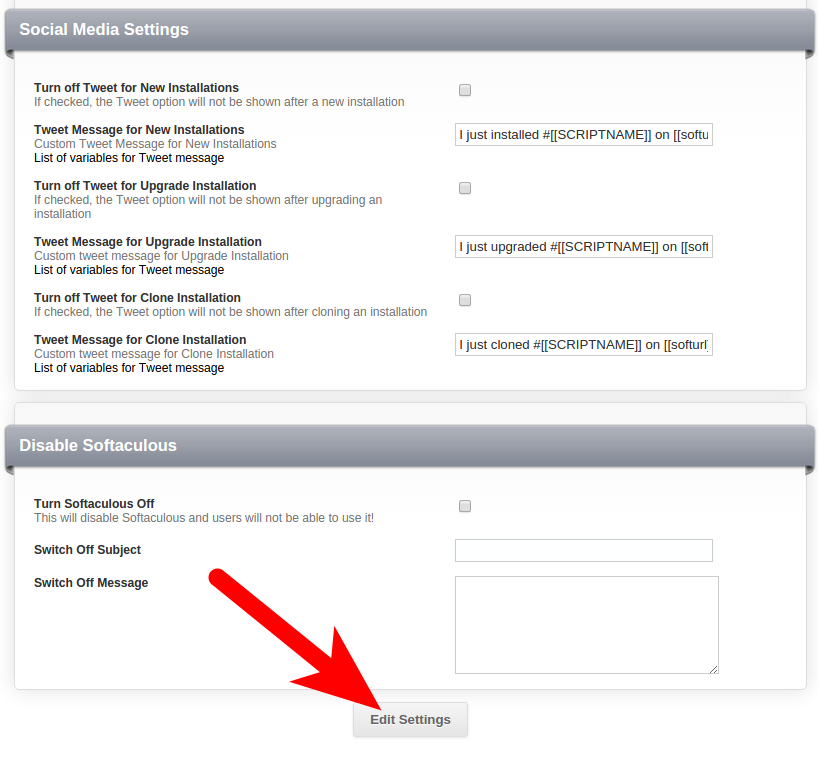 Social Media Settings
Turn off Tweet for New Installations
If checked, the Tweet option will not be shown after a new installation
Tweet Message for New Installations
Custom Tweet Message for New Installations
List of variables for Tweet message
I just installed #[[SCRIPTNAME]] on [[softu
Turn off Tweet for Upgrade Installation
If checked, the Tweet option will not be shown after upgrading an
installation
Tweet Message for Upgrade Installation
Custom tweet message for Upgrade Installation
List of variables for Tweet message
I just upgraded #[[SCRIPTNAME]] on [[soft
Turn off Tweet for Clone Installation
If checked, the Tweet option will not be shown after cloning an installation
Tweet Message for Clone Installation
Custom tweet message for Clone Installation
List of variables for Tweet message
I just cloned #[[SCRIPTNAME]] on [[softurl
Disable Softaculous
Turn Softaculous Off
This will disable Softaculous and users will not be able to use it!
Switch Off Subject
Switch Off Message
Edit Settings